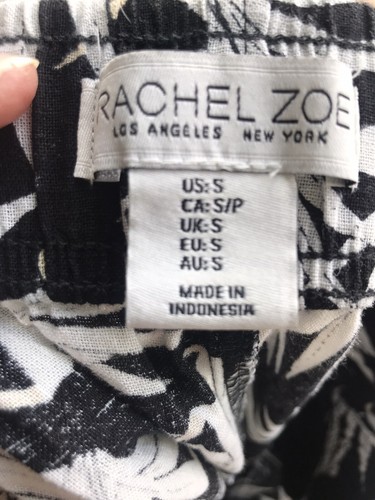 RACHEL ZOE
LOS ANGELES NEW YORK
US: S
CA: S/P
UK: S
EU: S
AU: S
MADE IN
INDONESIA